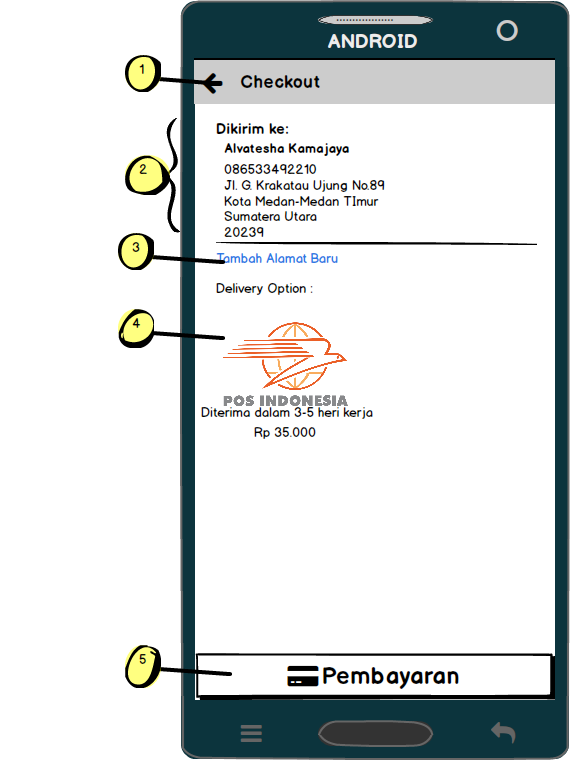 ANDROID
1
Checkout
Dikirim ke:
Alvatesha Kamajaya
2
086533492210
Jl. G. Krakatau Ujung No.89
Kota Medan-Medan TImur
Sumatera Utara
20239
3
Tambah Alamat Baru
Delivery Option :
4
POS INDONESIA
Diterima dalam 3-5 heri kerja
Rp 35.000
5
Pembayaran